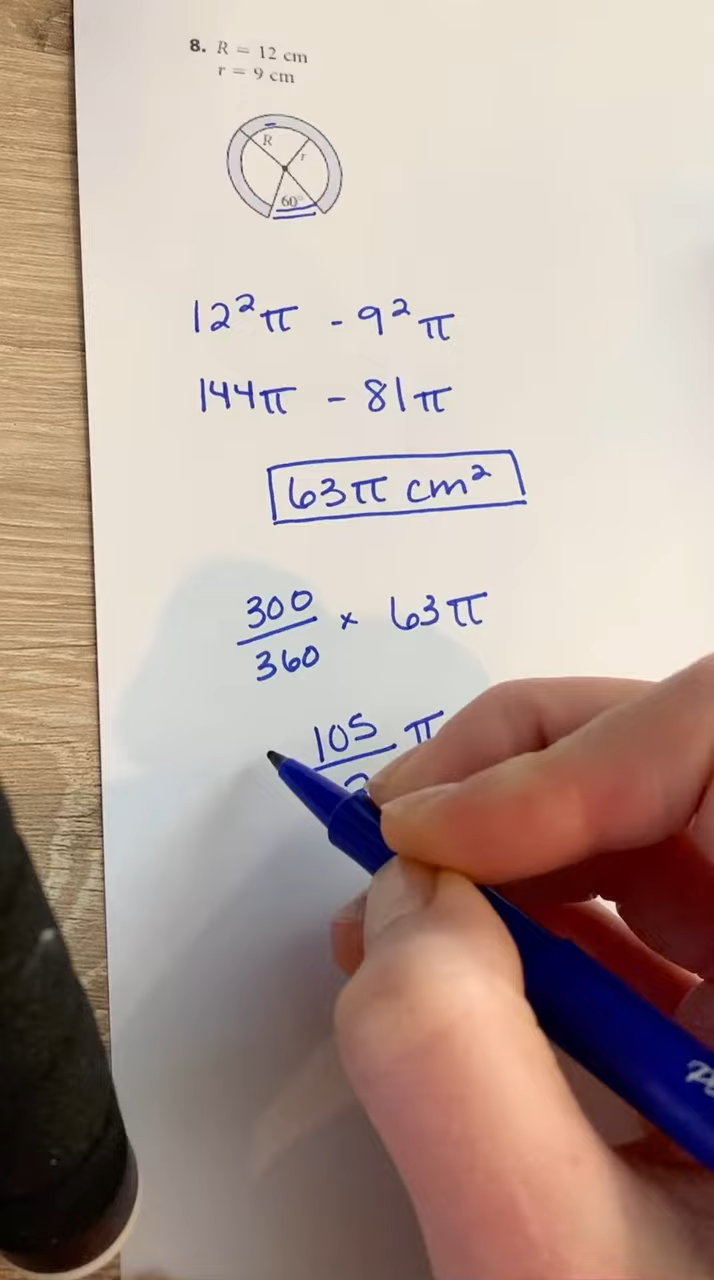 8. R = 12 cm
r = 9 cm
R
r
60°
12²π - 9²π
144π - 81π
63π cm²
300
360
× 63π
105
π